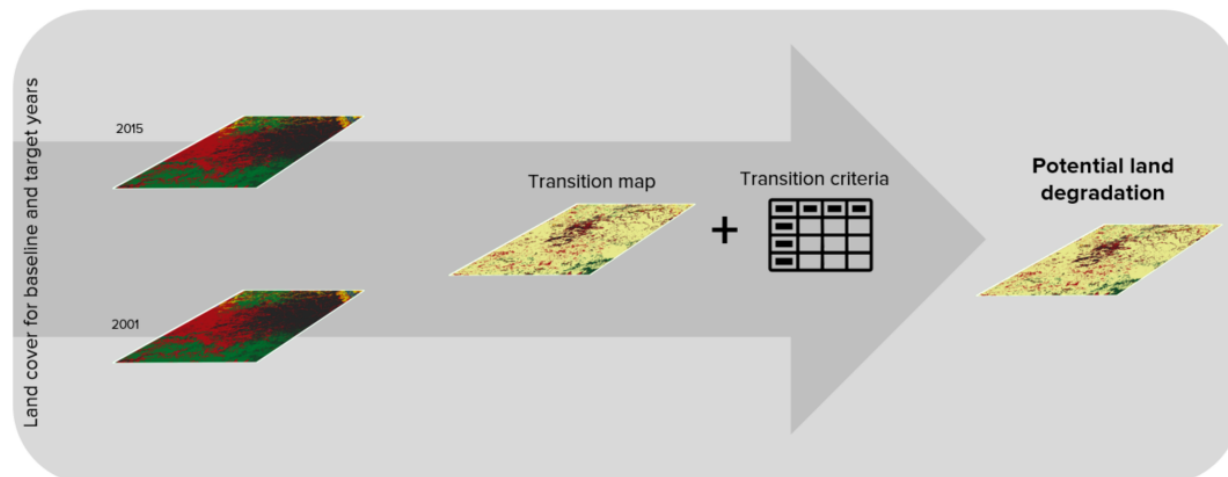 Land cover for baseline and target years
2015
2001
Transition map
Transition criteria
Potential land
degradation